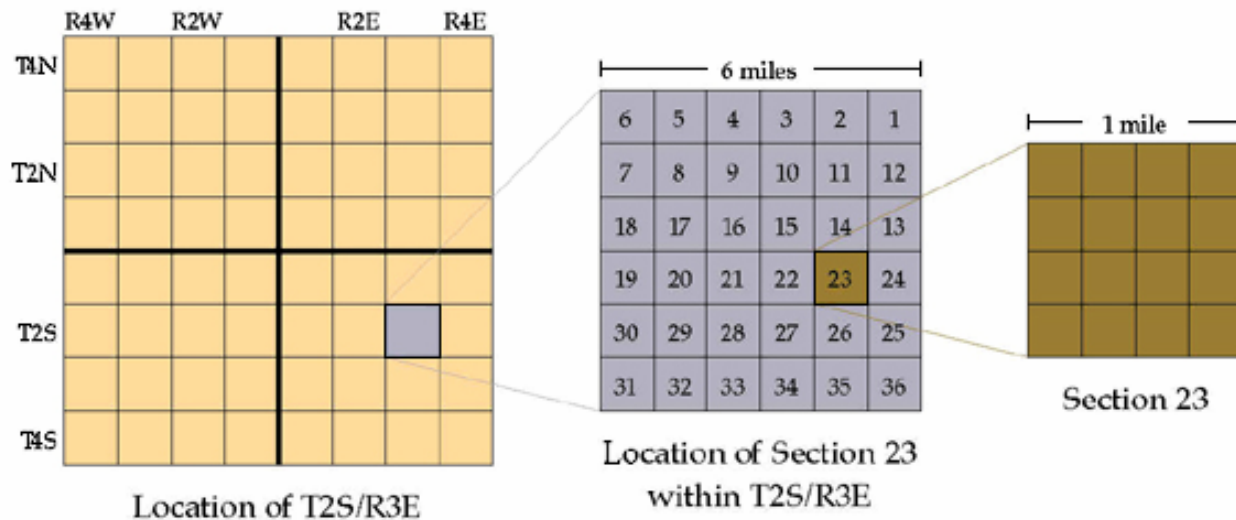 R4W R2W R2E R4E
T4N
T2N
T2S
T4S
Location of T2S/R3E
6 miles
6 5 4 3 2 1
7 8 9 10 11 12
18 17 16 15 14 13
19 20 21 22 23 24
30 29 28 27 26 25
31 32 33 34 35 36
Location of Section 23
within T2S/R3E
1 mile
Section 23